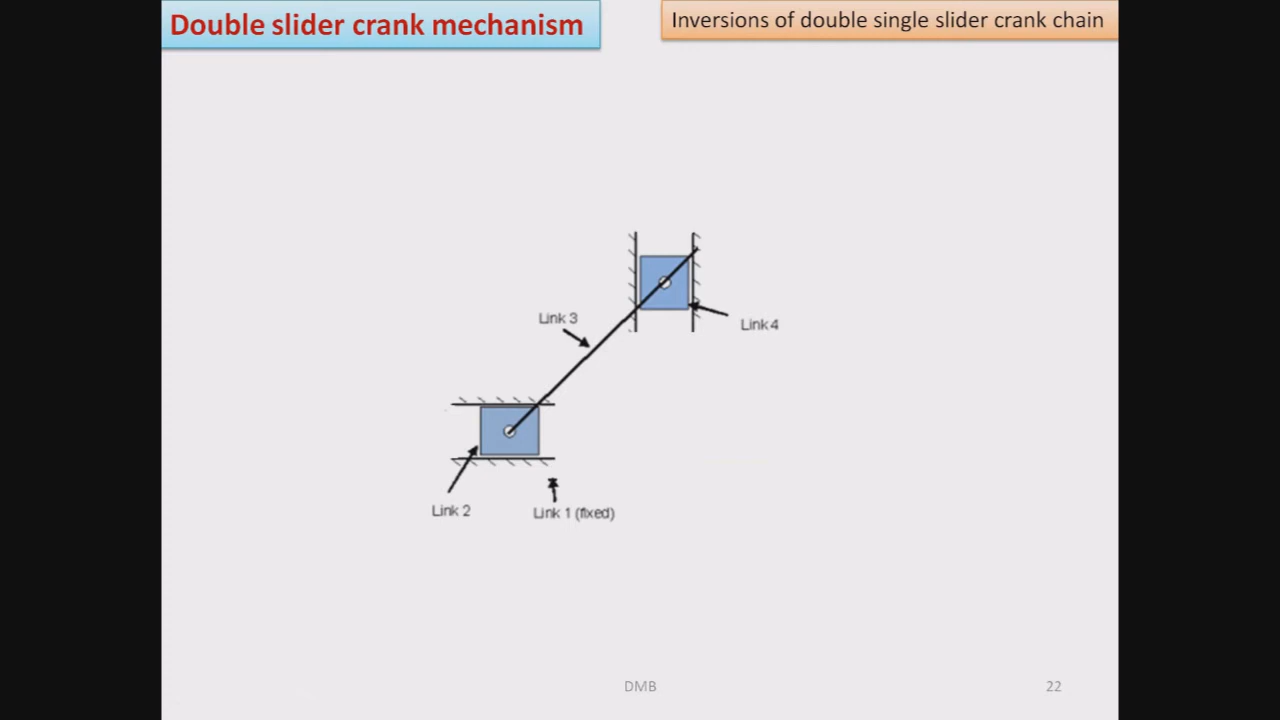 Double slider crank mechanism
Inversions of double single slider crank chain
Link 3
Link 4
Link 2
Link 1 (fixed)
DMB
22